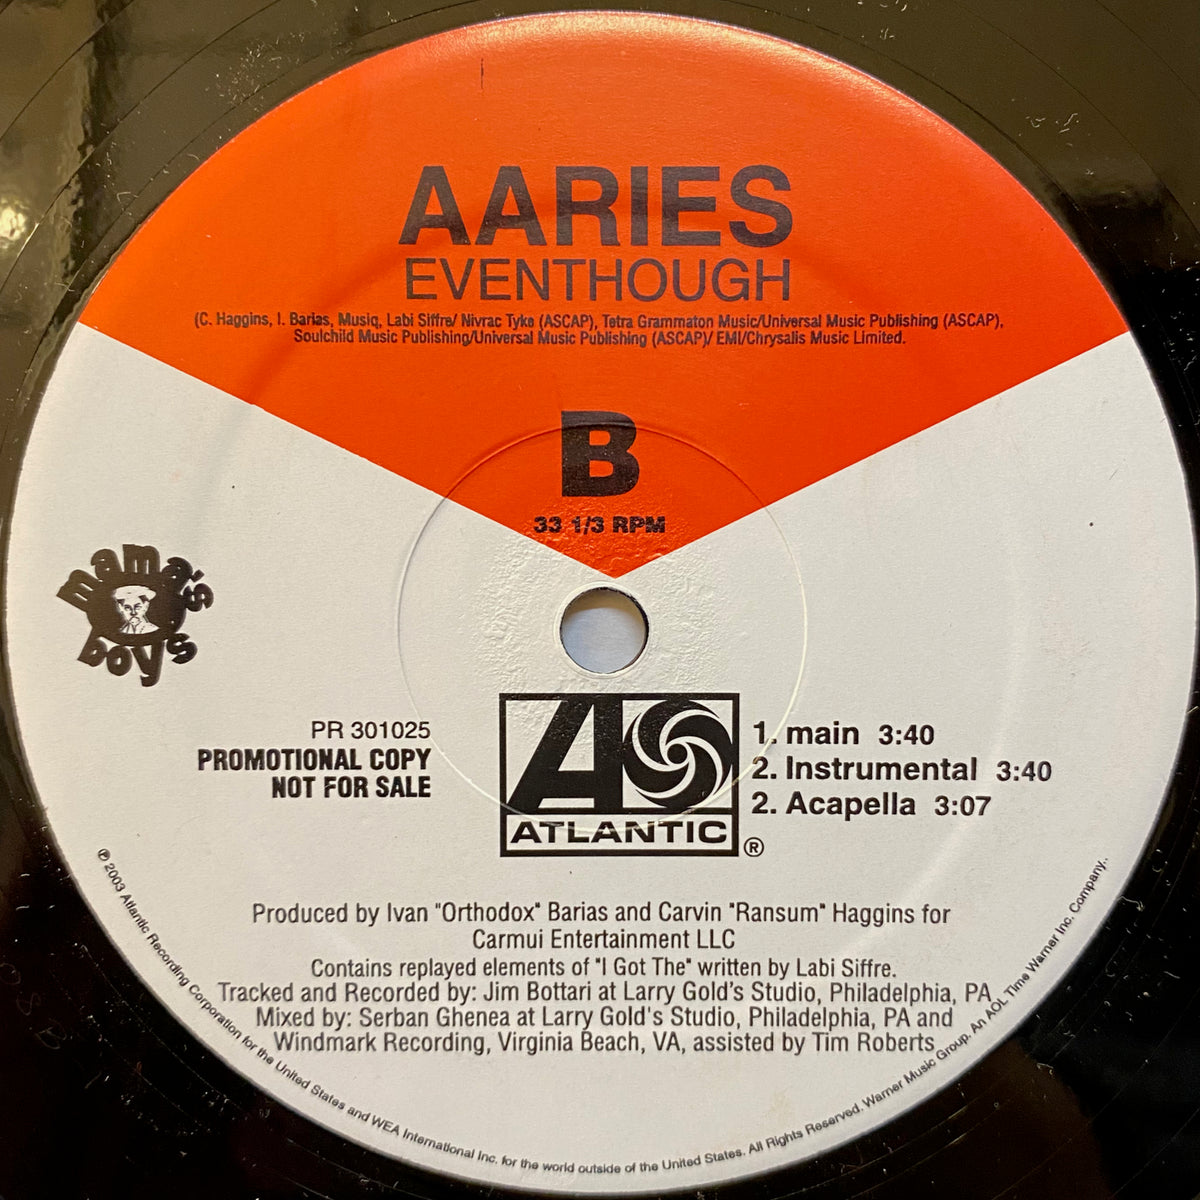 AARIES
EVENTHOUGH
(C. Haggins, I. Barias, Musiq, Labi Siffre/ Nivrac Tyke (ASCAP), Tetra Grammaton Music/Universal Music Publishing (ASCAP),
Soulchild Music Publishing/Universal Music Publishing (ASCAP)/ EMI/Chrysalis Music Limited.
B
33 1/3 RPM
mama's
boys
PR 301025
PROMOTIONAL COPY
NOT FOR SALE
ATLANTIC®
1. main 3:40
2. Instrumental 3:40
2. Acapella 3:07
Produced by Ivan "Orthodox" Barias and Carvin "Ransum" Haggins for
Carmui Entertainment LLC
Contains replayed elements of "I Got The" written by Labi Siffre.
Tracked and Recorded by: Jim Bottari at Larry Gold's Studio, Philadelphia, PA
Mixed by: Serban Ghenea at Larry Gold's Studio, Philadelphia, PA and
Windmark Recording, Virginia Beach, VA, assisted by Tim Roberts
℗ 2003 Atlantic Recording Corporation for the United States and WEA International Inc. for the world outside of the United States. All Rights Reserved. Warner Music Group. An AOL Time Warner Inc. Company..